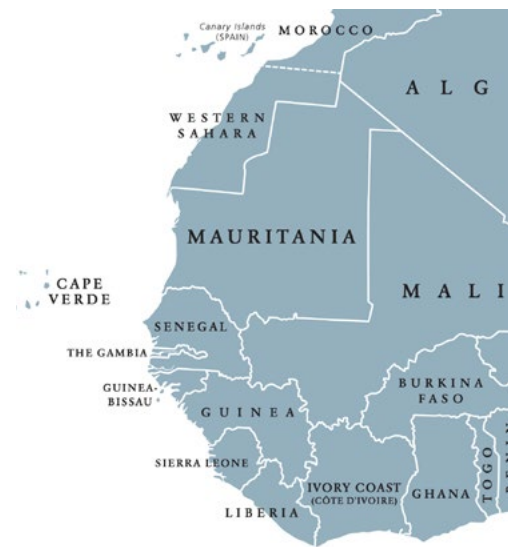 Canary Islands
(SPAIN)
MOROCCO
A L G
WESTERN
SAHARA
MAURITANIA
CAPE
VERDE
M A L I
SENEGAL
THE GAMBIA
GUINEA-
BISSAU
BURKINA
FASO
GUINEA
SIERRA LEONE
IVORY COAST
(CÔTE D'IVOIRE)
GHANA
TOGO
LIBERIA